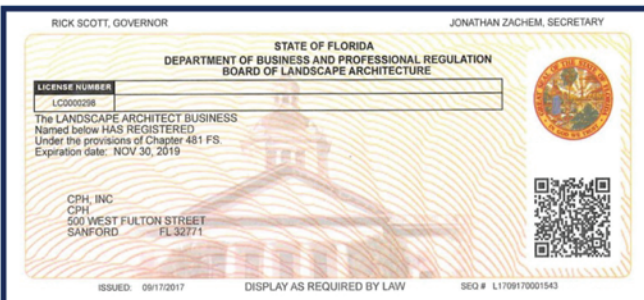 RICK SCOTT, GOVERNOR JONATHAN ZACHEM, SECRETARY
STATE OF FLORIDA
DEPARTMENT OF BUSINESS AND PROFESSIONAL REGULATION
BOARD OF LANDSCAPE ARCHITECTURE
LICENSE NUMBER
LC0000298
The LANDSCAPE ARCHITECT BUSINESS
Named below HAS REGISTERED
Under the provisions of Chapter 481 FS.
Expiration date: NOV 30, 2019
CPH, INC
CPH
500 WEST FULTON STREET
SANFORD FL 32771
ISSUED: 09/17/2017 DISPLAY AS REQUIRED BY LAW SEQ # L1709170001543